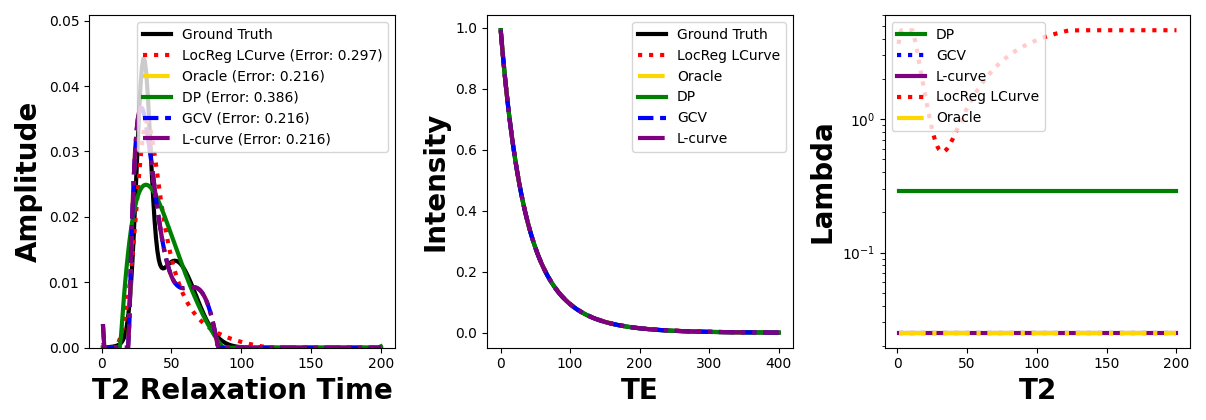 0.05
0.04
0.03
0.02
0.01
0.00
0
50
100
150
200
Amplitude
T2 Relaxation Time
Ground Truth
LocReg LCurve (Error: 0.297)
Oracle (Error: 0.216)
DP (Error: 0.386)
GCV (Error: 0.216)
L-curve (Error: 0.216)
1.0
0.8
0.6
0.4
0.2
0.0
0
100
200
300
400
Intensity
TE
Ground Truth
LocReg LCurve
Oracle
DP
GCV
L-curve
10⁰
10⁻¹
0
50
100
150
200
Lambda
T2
DP
GCV
L-curve
LocReg LCurve
Oracle